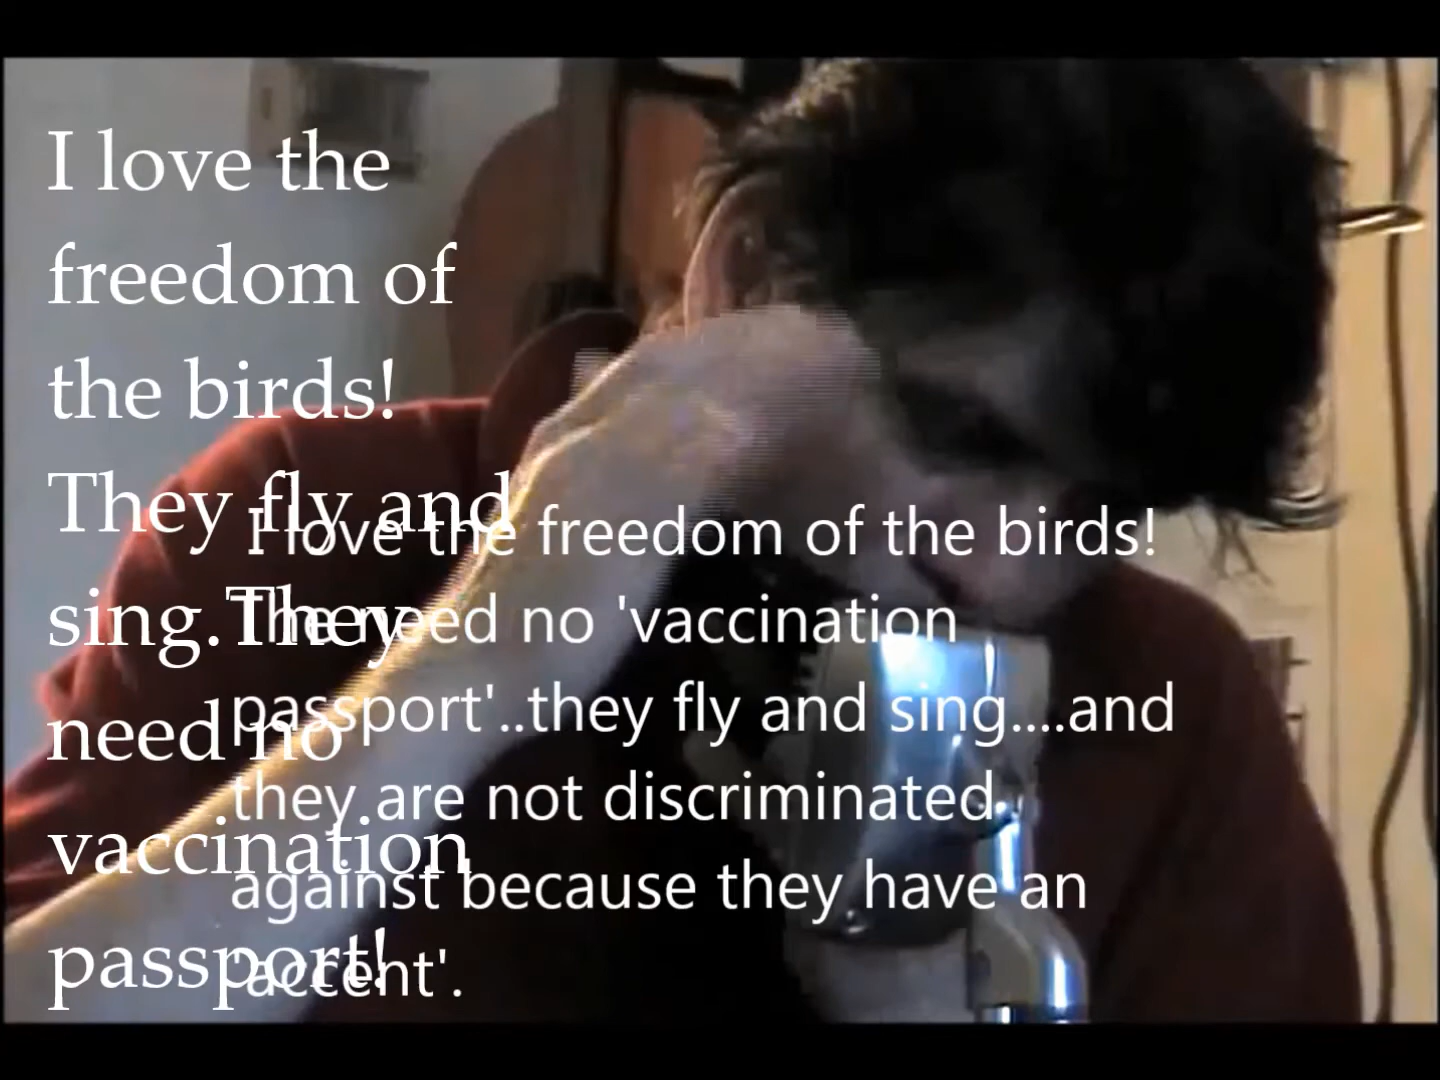 I love the
freedom of
the birds!
They fly and
sing. They
need no
vaccination
passport!
I love the freedom of the birds!
The need no 'vaccination
passport'..they fly and sing....and
they are not discriminated
against because they have an
'accent'.